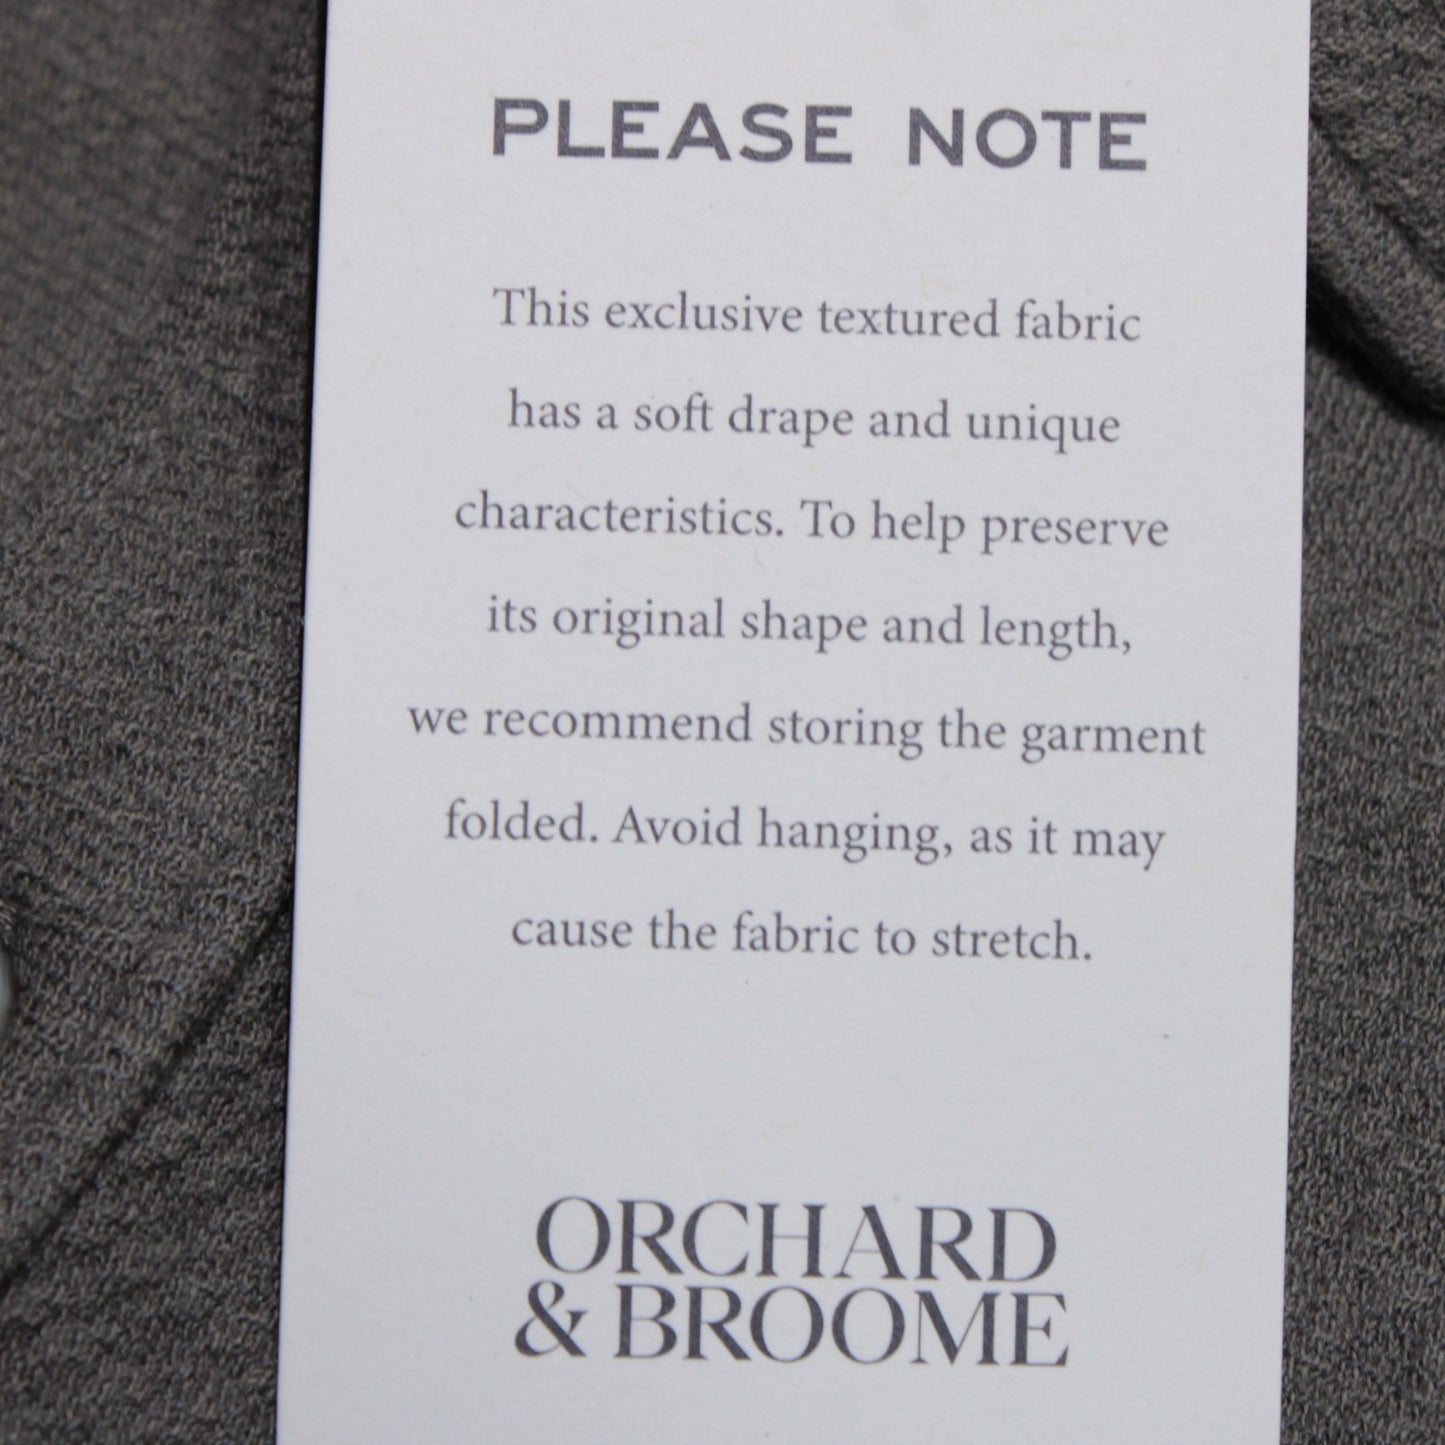 PLEASE NOTE
This exclusive textured fabric
has a soft drape and unique
characteristics. To help preserve
its original shape and length,
we recommend storing the garment
folded. Avoid hanging, as it may
cause the fabric to stretch.
ORCHARD
& BROOME